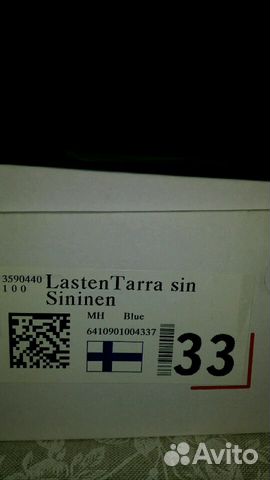 3590440
100
LastenTarra sin
Sininen
MH Blue
6410901004337
33
Avito